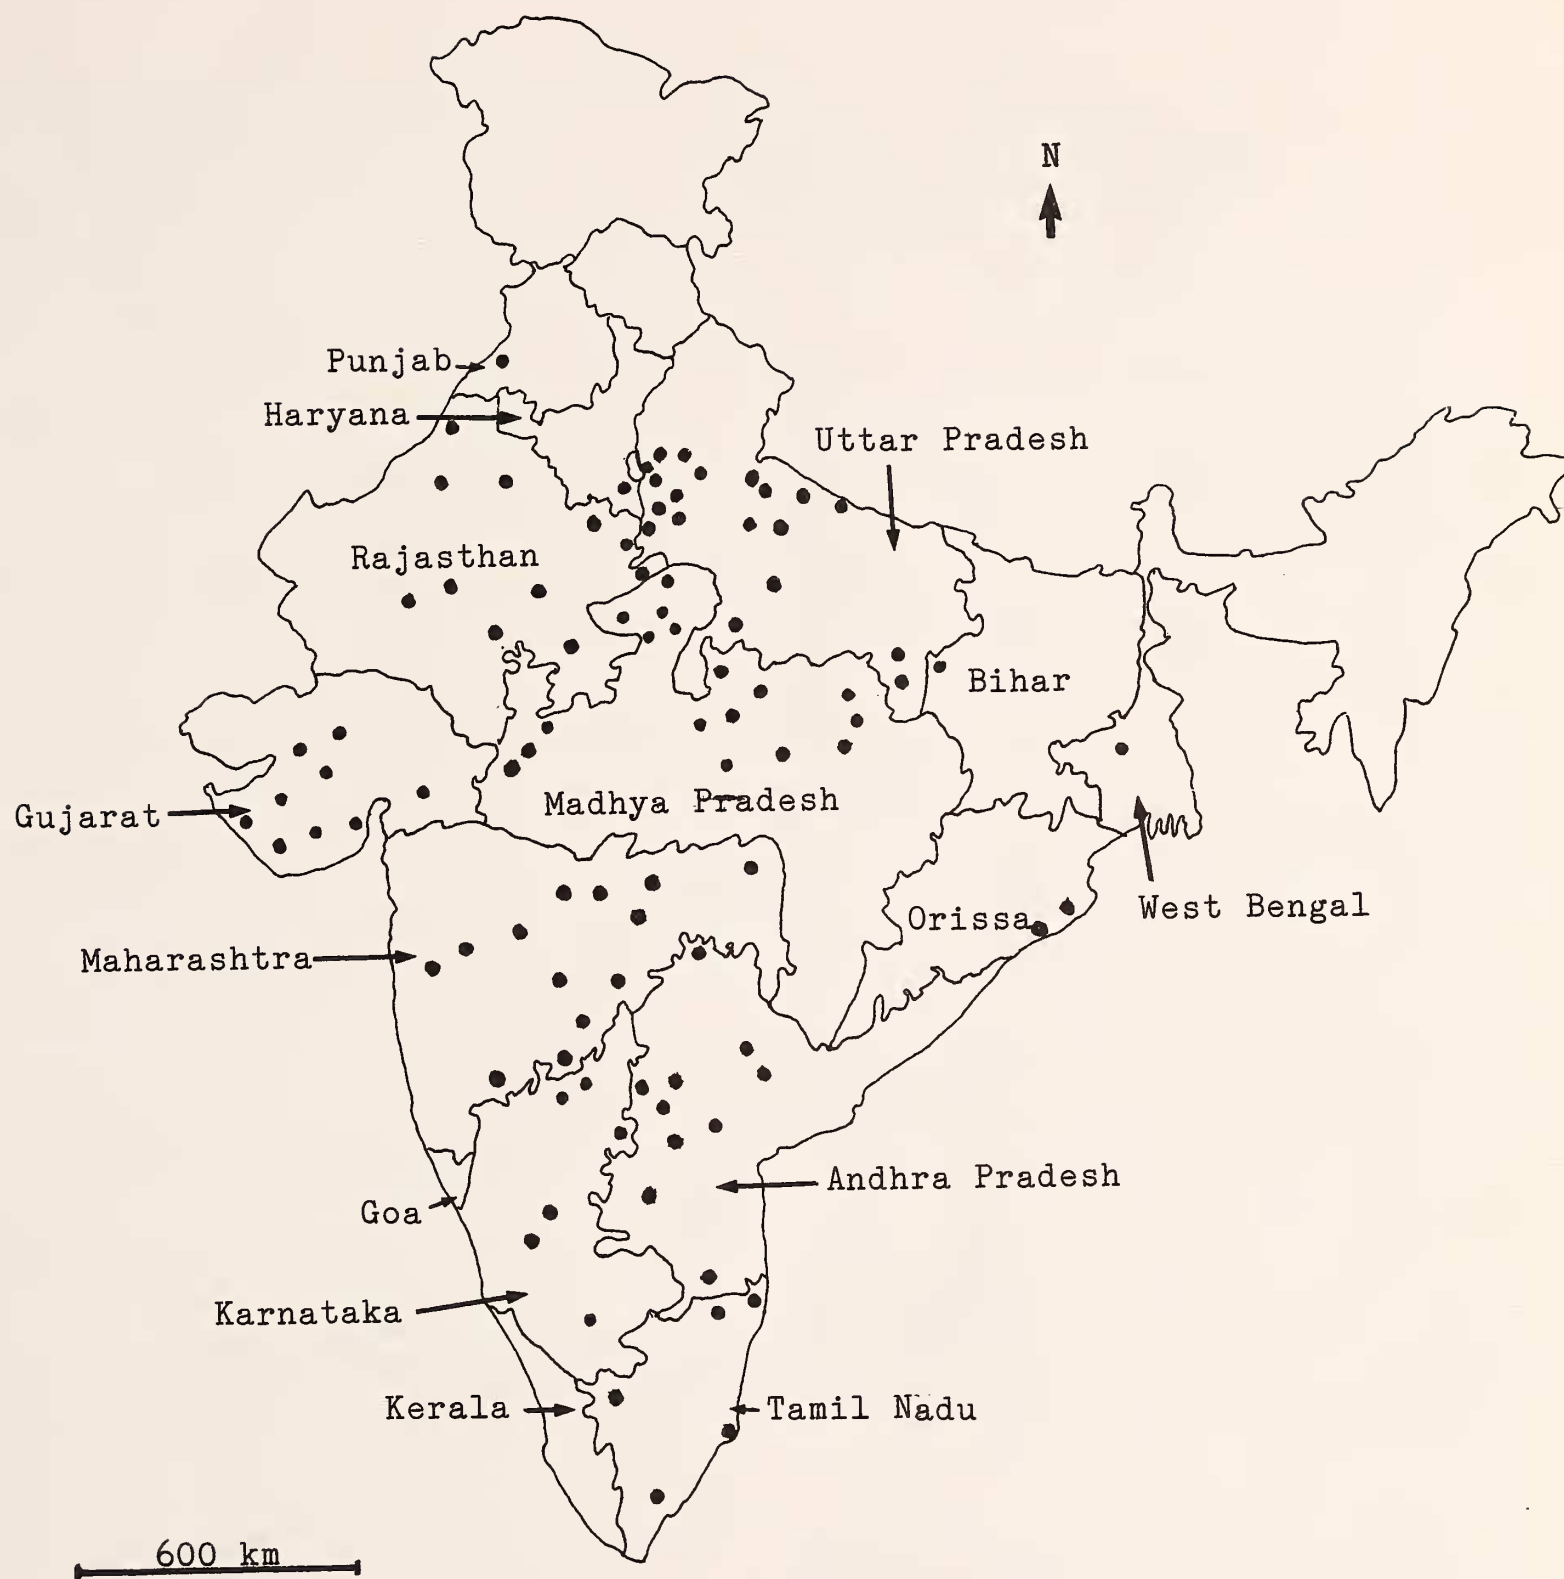 N
Punjab
Haryana
Uttar Pradesh
Rajasthan
Bihar
Madhya Pradesh
Gujarat
West Bengal
Orissa
Maharashtra
Andhra Pradesh
Goa
Karnataka
Kerala
Tamil Nadu
600 km